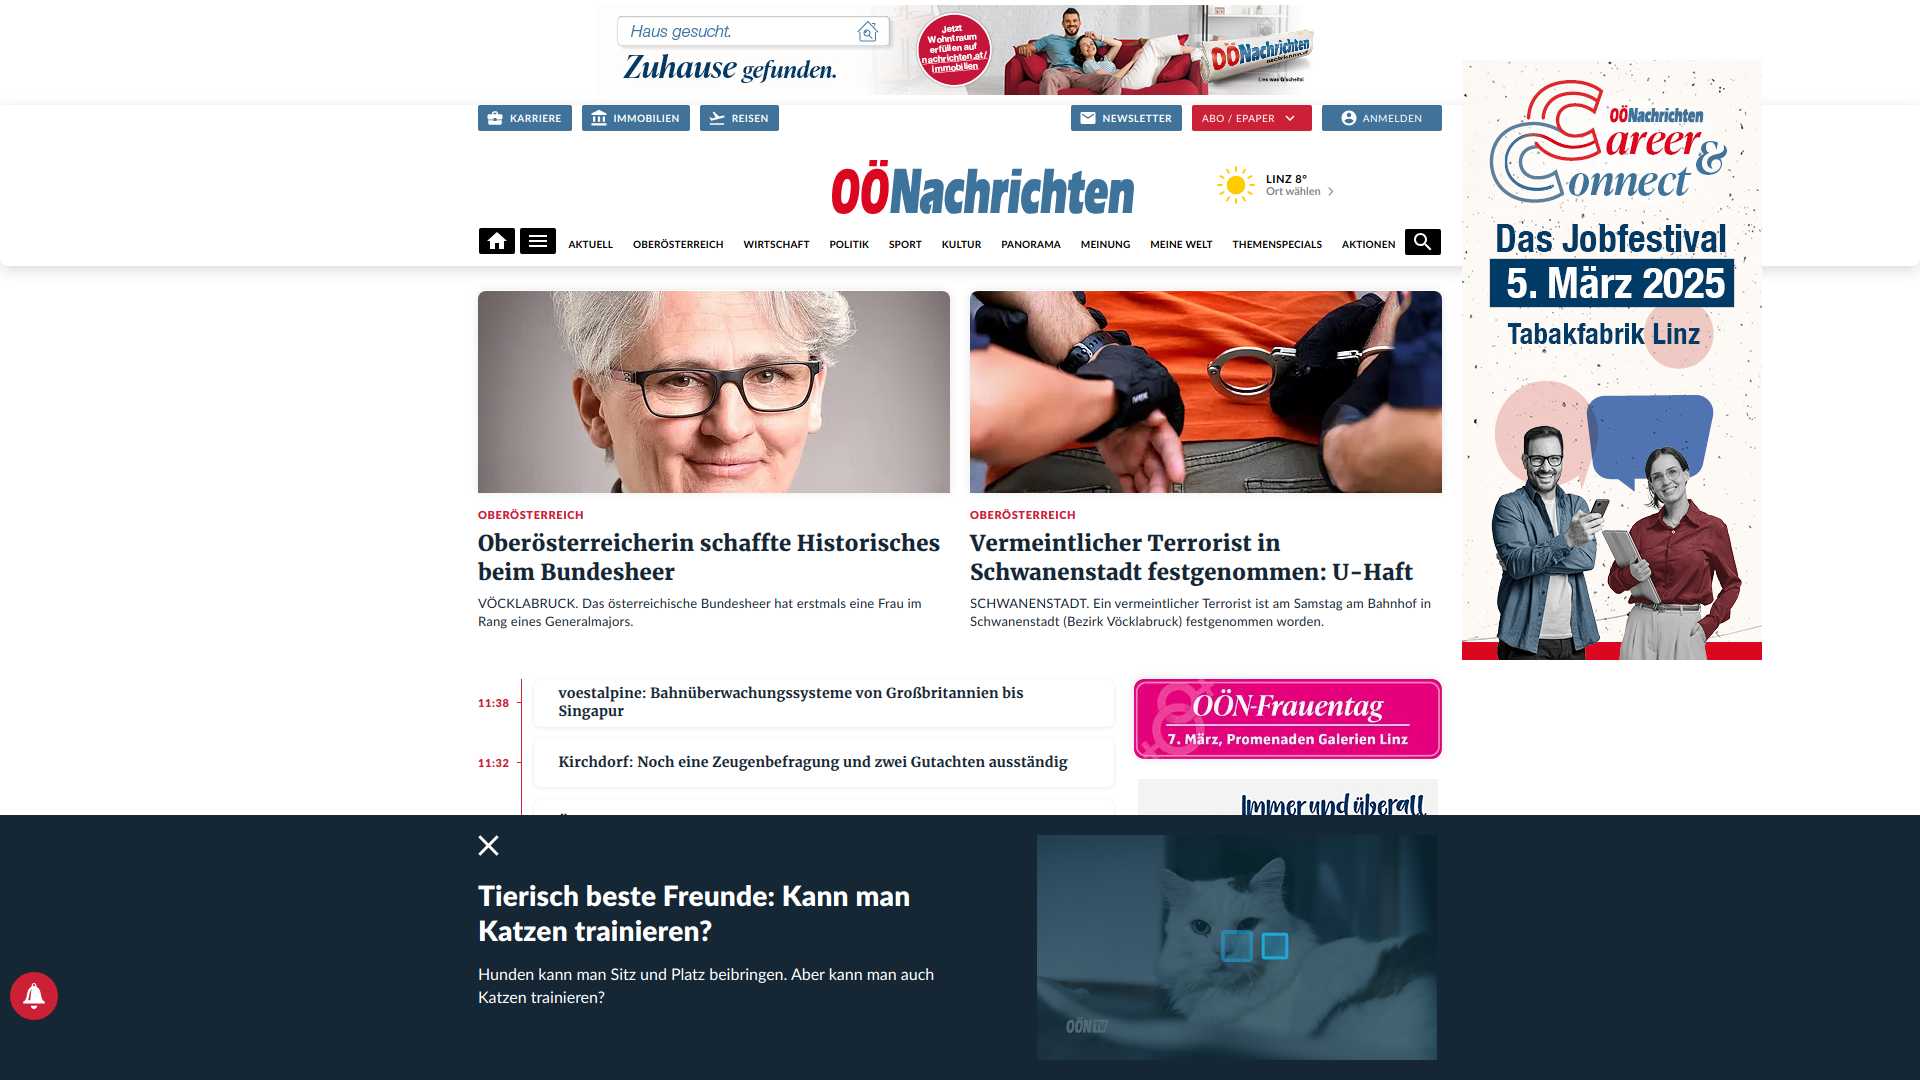 Haus gesucht.
Zuhause gefunden.
Jetzt
Wohntraum
erfüllen auf
nachrichten.at/
immobilien
OÖNachrichten
Lies was G'scheits!
KARRIERE
IMMOBILIEN
REISEN
NEWSLETTER
ABO / EPAPER
ANMELDEN
OÖNachrichten
LINZ 8°
Ort wählen
AKTUELL
OBERÖSTERREICH
WIRTSCHAFT
POLITIK
SPORT
KULTUR
PANORAMA
MEINUNG
MEINE WELT
THEMENSPECIALS
AKTIONEN
OÖNachrichten
Career &
Connect
Das Jobfestival
5. März 2025
Tabakfabrik Linz
OBERÖSTERREICH
Oberösterreicherin schaffte Historisches
beim Bundesheer
VÖCKLABRUCK. Das österreichische Bundesheer hat erstmals eine Frau im
Rang eines Generalmajors.
OBERÖSTERREICH
Vermeintlicher Terrorist in
Schwanenstadt festgenommen: U-Haft
SCHWANENSTADT. Ein vermeintlicher Terrorist ist am Samstag am Bahnhof in
Schwanenstadt (Bezirk Vöcklabruck) festgenommen worden.
11:38
voestalpine: Bahnüberwachungssysteme von Großbritannien bis
Singapur
11:32
Kirchdorf: Noch eine Zeugenbefragung und zwei Gutachten ausständig
OÖN-Frauentag
7. März, Promenaden Galerien Linz
Immer und überall
Tierisch beste Freunde: Kann man
Katzen trainieren?
Hunden kann man Sitz und Platz beibringen. Aber kann man auch
Katzen trainieren?
OÖN TV